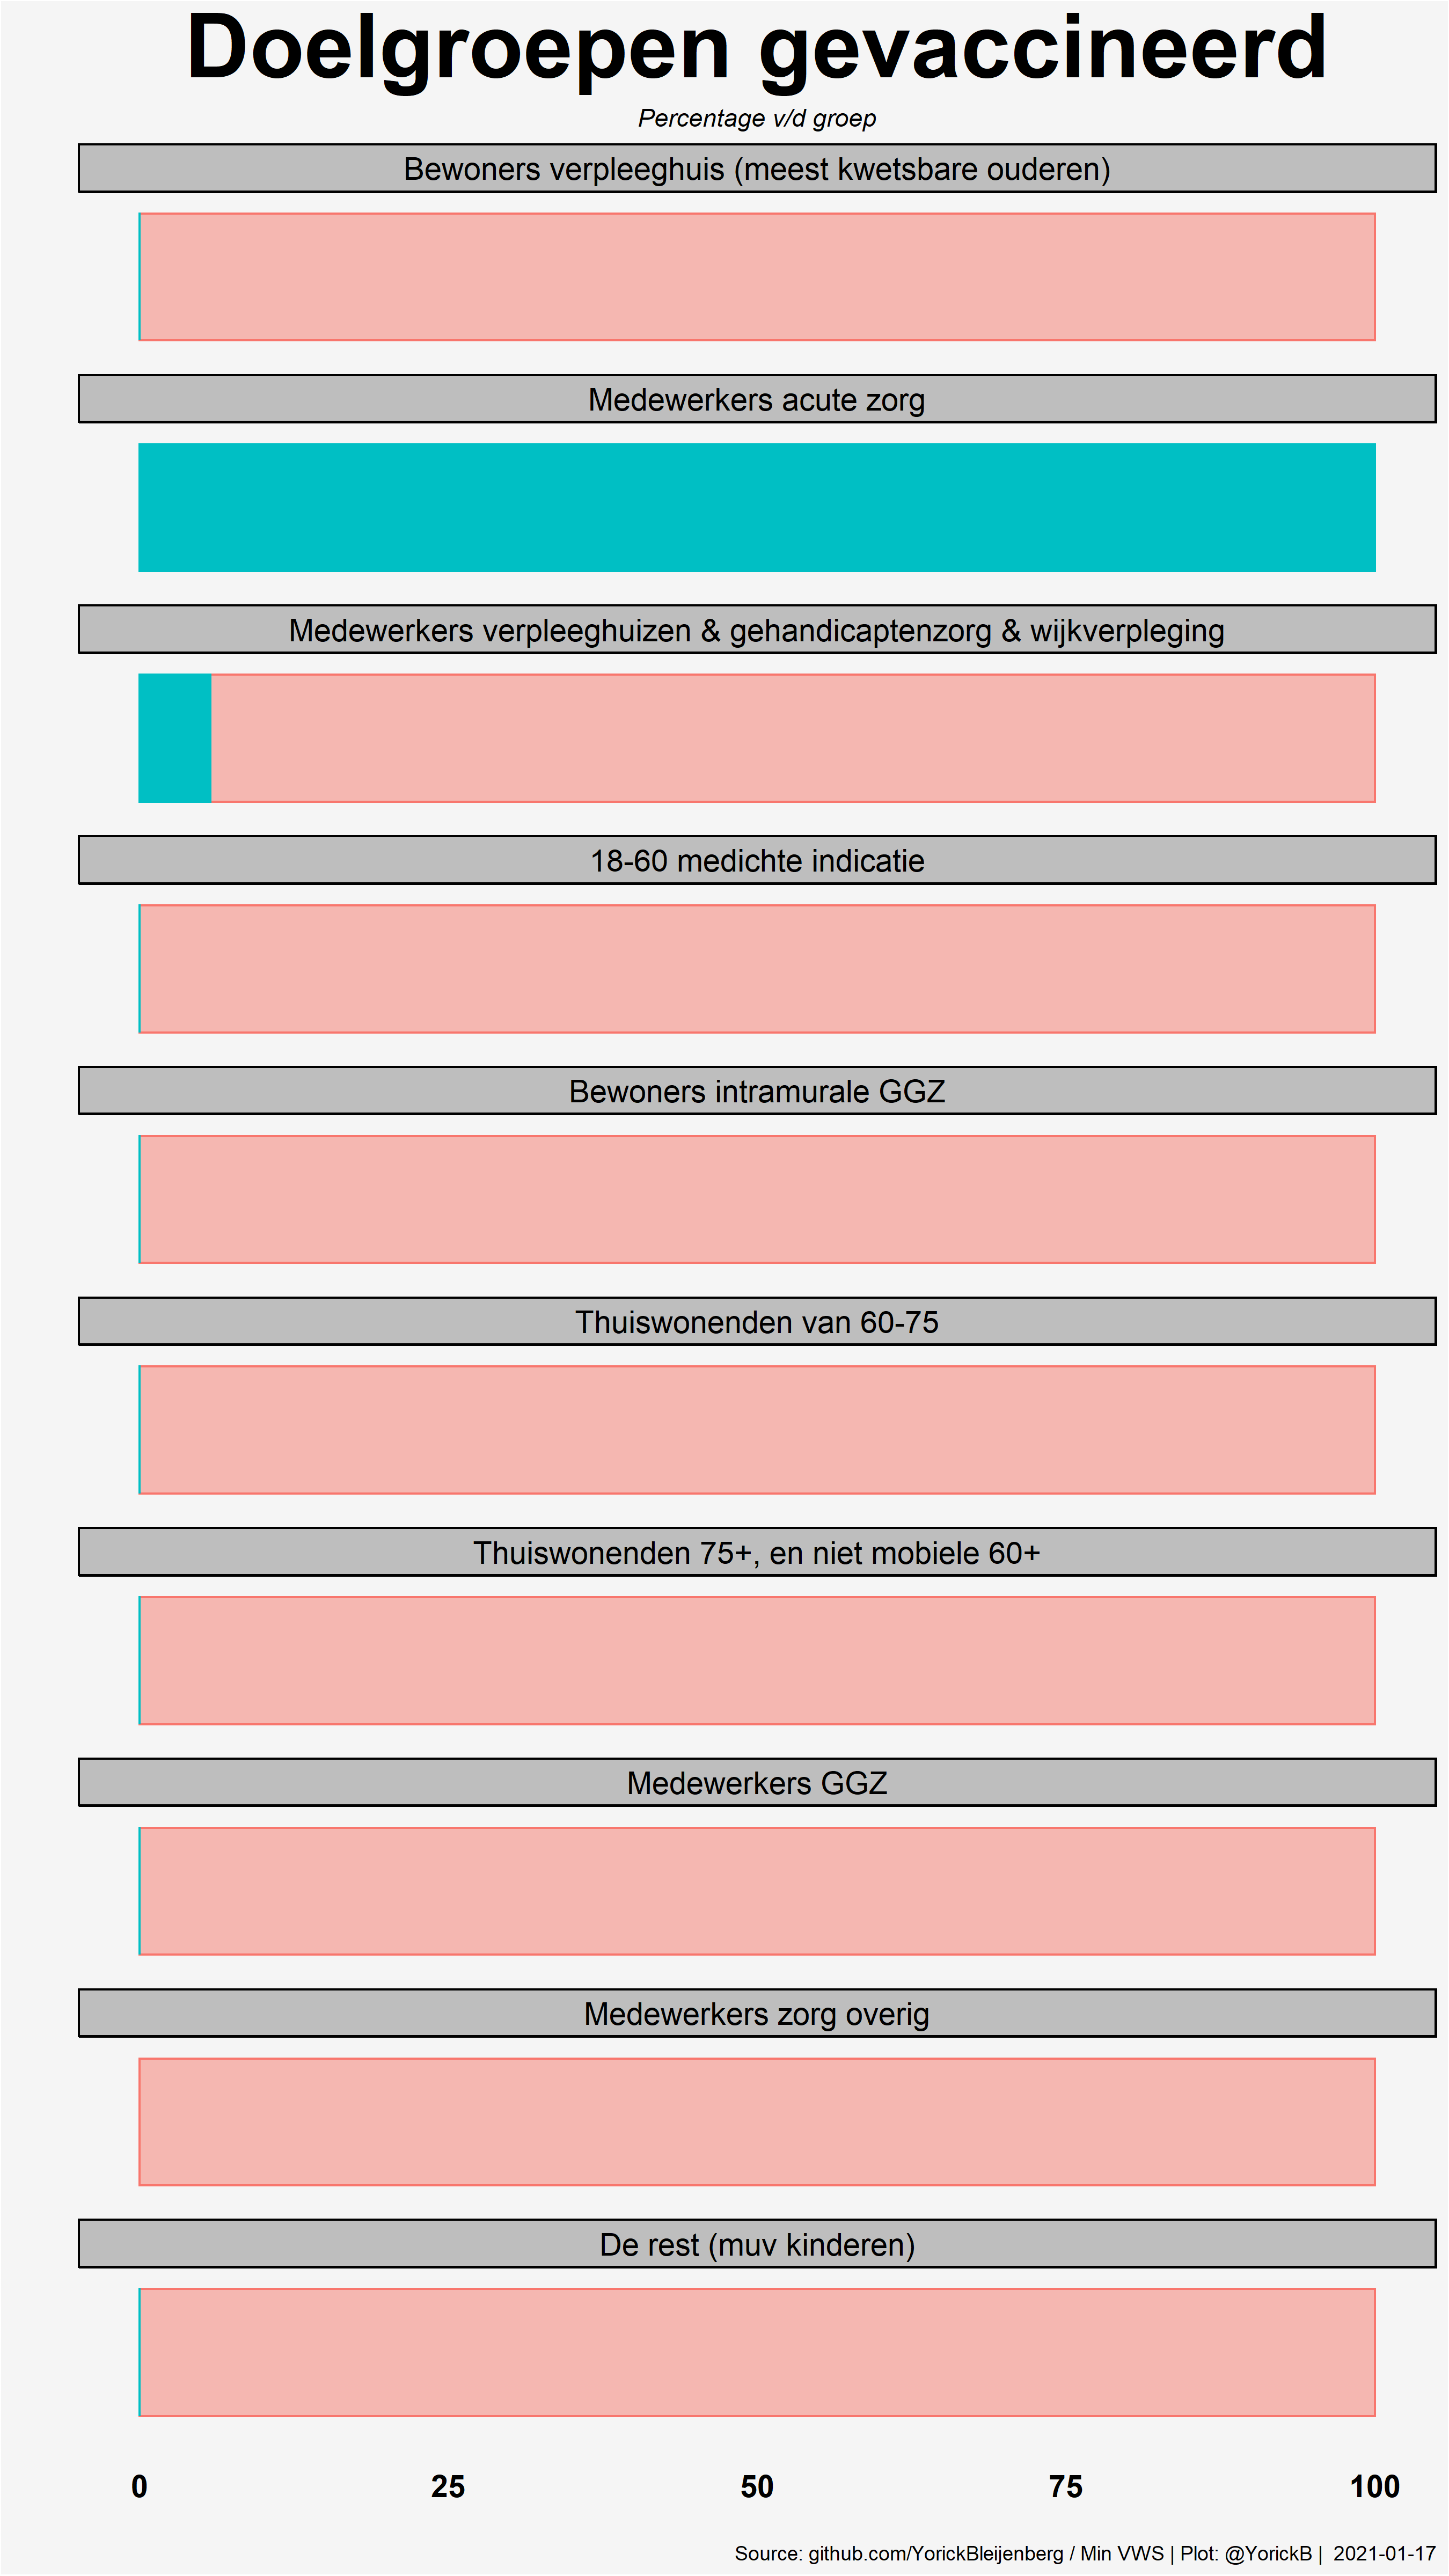 Doelgroepen gevaccineerd
Percentage v/d groep
Bewoners verpleeghuis (meest kwetsbare ouderen)
Medewerkers acute zorg
Medewerkers verpleeghuizen & gehandicaptenzorg & wijkverpleging
18-60 medichte indicatie
Bewoners intramurale GGZ
Thuiswonenden van 60-75
Thuiswonenden 75+, en niet mobiele 60+
Medewerkers GGZ
Medewerkers zorg overig
De rest (muv kinderen)
0 25 50 75 100
Source: github.com/YorickBleijenberg / Min VWS | Plot: @YorickB | 2021-01-17